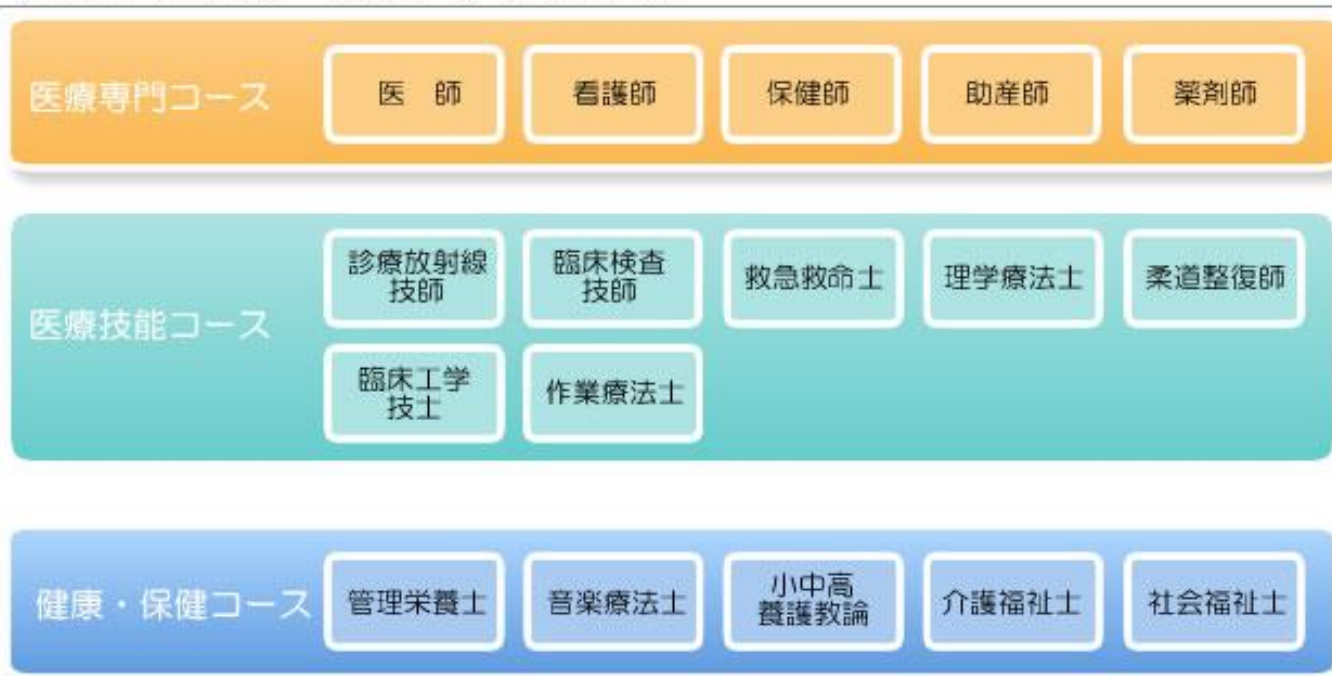 医療専門コース
医 師
看護師
保健師
助産師
薬剤師
医療技能コース
診療放射線
技師
臨床検査
技師
救急救命士
理学療法士
柔道整復師
臨床工学
技士
作業療法士
健康・保健コース
管理栄養士
音楽療法士
小中高
養護教論
介護福祉士
社会福祉士